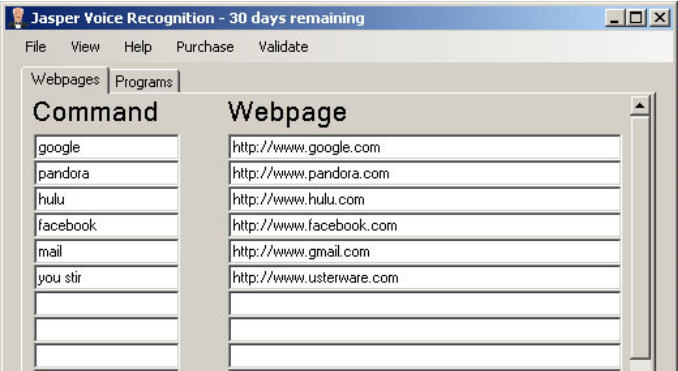 Jasper Voice Recognition - 30 days remaining
File View Help Purchase Validate
Webpages Programs
Command Webpage
google http://www.google.com
pandora http://www.pandora.com
hulu http://www.hulu.com
facebook http://www.facebook.com
mail http://www.gmail.com
you stir http://www.usterware.com